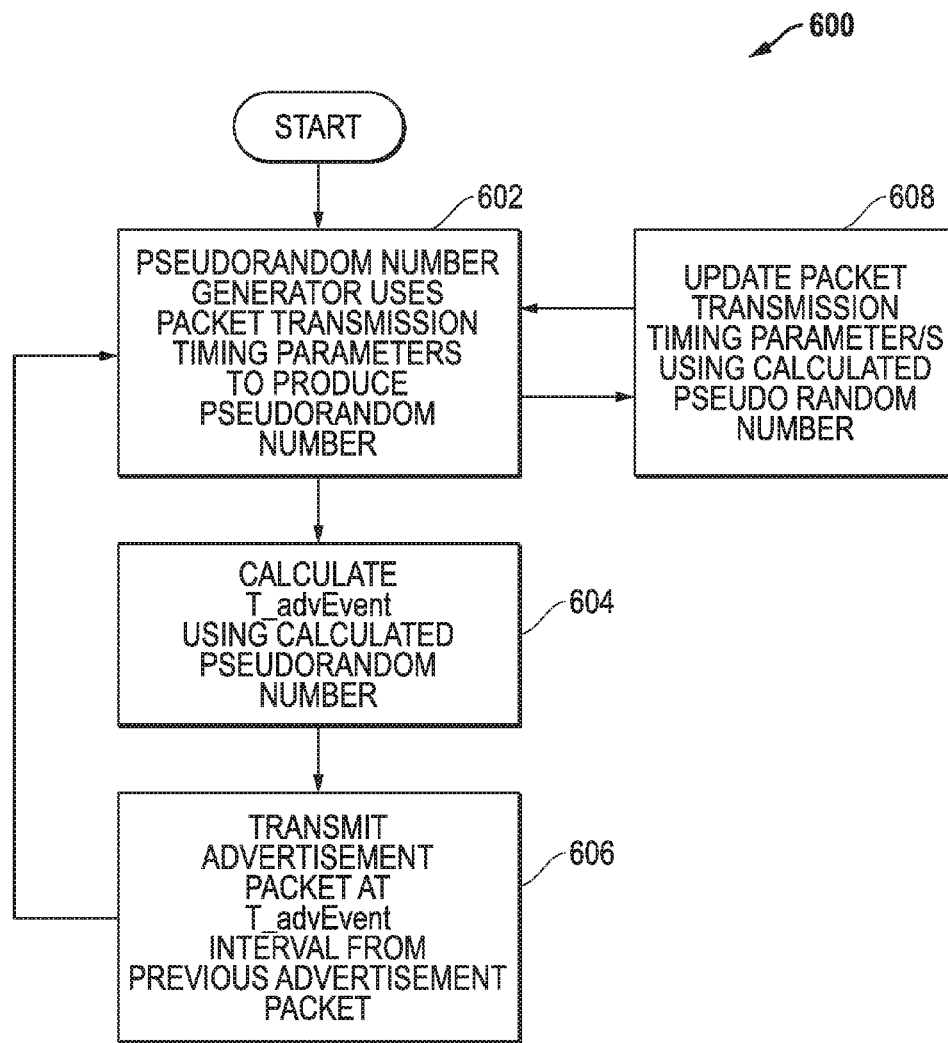 600
START
602
PSEUDORANDOM NUMBER
GENERATOR USES
PACKET TRANSMISSION
TIMING PARAMETERS
TO PRODUCE
PSEUDORANDOM
NUMBER
608
UPDATE PACKET
TRANSMISSION
TIMING PARAMETER/S
USING CALCULATED
PSEUDO RANDOM
NUMBER
CALCULATE
T_advEvent
USING CALCULATED
PSEUDORANDOM
NUMBER
604
TRANSMIT
ADVERTISEMENT
PACKET AT
T_advEvent
INTERVAL FROM
PREVIOUS ADVERTISEMENT
PACKET
606